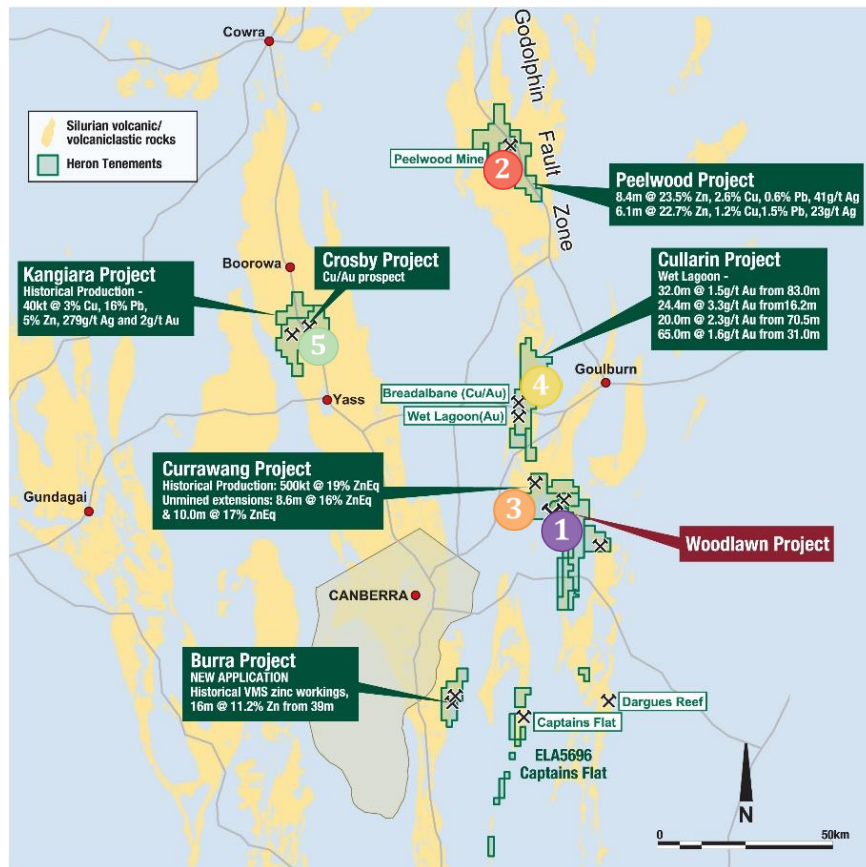 Cowra
Godolphin
Fault
Zone
Silurian volcanic/
volcaniclastic rocks
Heron Tenements
Peelwood Mine
2
Peelwood Project
8.4m @ 23.5% Zn, 2.6% Cu, 0.6% Pb, 41g/t Ag
6.1m @ 22.7% Zn, 1.2% Cu,1.5% Pb, 23g/t Ag
Boorowa
Crosby Project
Cu/Au prospect
Kangiara Project
Historical Production -
40kt @ 3% Cu, 16% Pb,
5% Zn, 279g/t Ag and 2g/t Au
5
Cullarin Project
Wet Lagoon -
32.0m @ 1.5g/t Au from 83.0m
24.4m @ 3.3g/t Au from16.2m
20.0m @ 2.3g/t Au from 70.5m
65.0m @ 1.6g/t Au from 31.0m
4
Goulburn
Breadalbane (Cu/Au)
Wet Lagoon(Au)
Yass
Gundagai
Currawang Project
Historical Production: 500kt @ 19% ZnEq
Unmined extensions: 8.6m @ 16% ZnEq
& 10.0m @ 17% ZnEq
3
1
Woodlawn Project
CANBERRA
Burra Project
NEW APPLICATION
Historical VMS zinc workings,
16m @ 11.2% Zn from 39m
Dargues Reef
Captains Flat
ELA5696
Captains Flat
N
0
50km